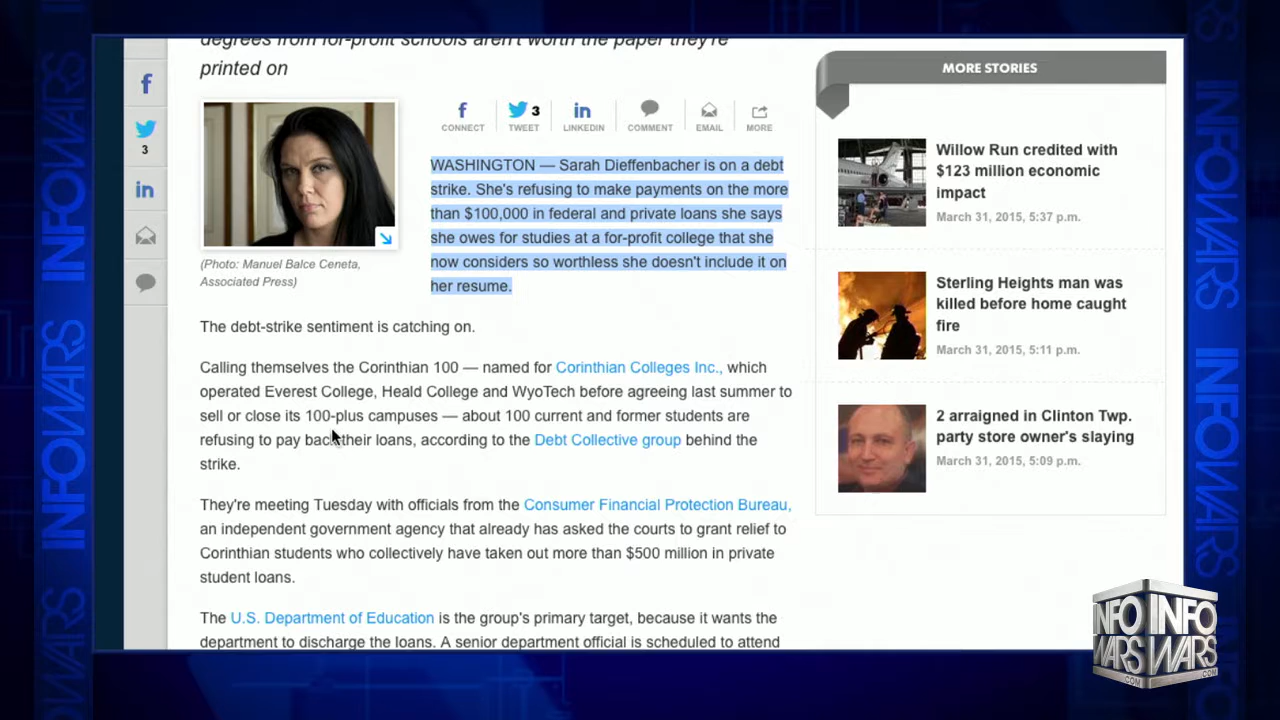 degrees from for-profit schools aren't worth the paper they're
printed on
f
3
in
CONNECT
3
TWEET
in
LINKEDIN
COMMENT
EMAIL
MORE
WASHINGTON — Sarah Dieffenbacher is on a debt
strike. She's refusing to make payments on the more
than $100,000 in federal and private loans she says
she owes for studies at a for-profit college that she
now considers so worthless she doesn't include it on
her resume.
(Photo: Manuel Balce Ceneta,
Associated Press)
The debt-strike sentiment is catching on.
Calling themselves the Corinthian 100 — named for Corinthian Colleges Inc., which
operated Everest College, Heald College and WyoTech before agreeing last summer to
sell or close its 100-plus campuses — about 100 current and former students are
refusing to pay back their loans, according to the Debt Collective group behind the
strike.
They're meeting Tuesday with officials from the Consumer Financial Protection Bureau,
an independent government agency that already has asked the courts to grant relief to
Corinthian students who collectively have taken out more than $500 million in private
student loans.
The U.S. Department of Education is the group's primary target, because it wants the
department to discharge the loans. A senior department official is scheduled to attend
MORE STORIES
Willow Run credited with
$123 million economic
impact
March 31, 2015, 5:37 p.m.
Sterling Heights man was
killed before home caught
fire
March 31, 2015, 5:11 p.m.
2 arraigned in Clinton Twp.
party store owner's slaying
March 31, 2015, 5:09 p.m.
INFOWARS
INFOWARS
INFOWARS
INFOWARS
INFOWARS
INFOWARS
INFO
WARS
.COM
INFO
WARS
.COM